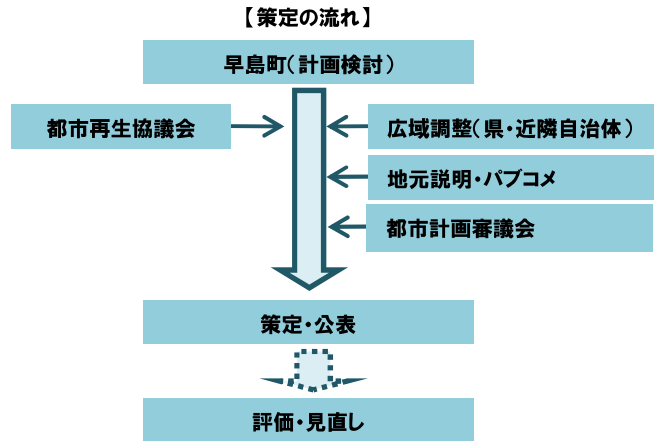 【策定の流れ】
早島町（計画検討）
都市再生協議会
広域調整（県・近隣自治体）
地元説明・パブコメ
都市計画審議会
策定・公表
評価・見直し